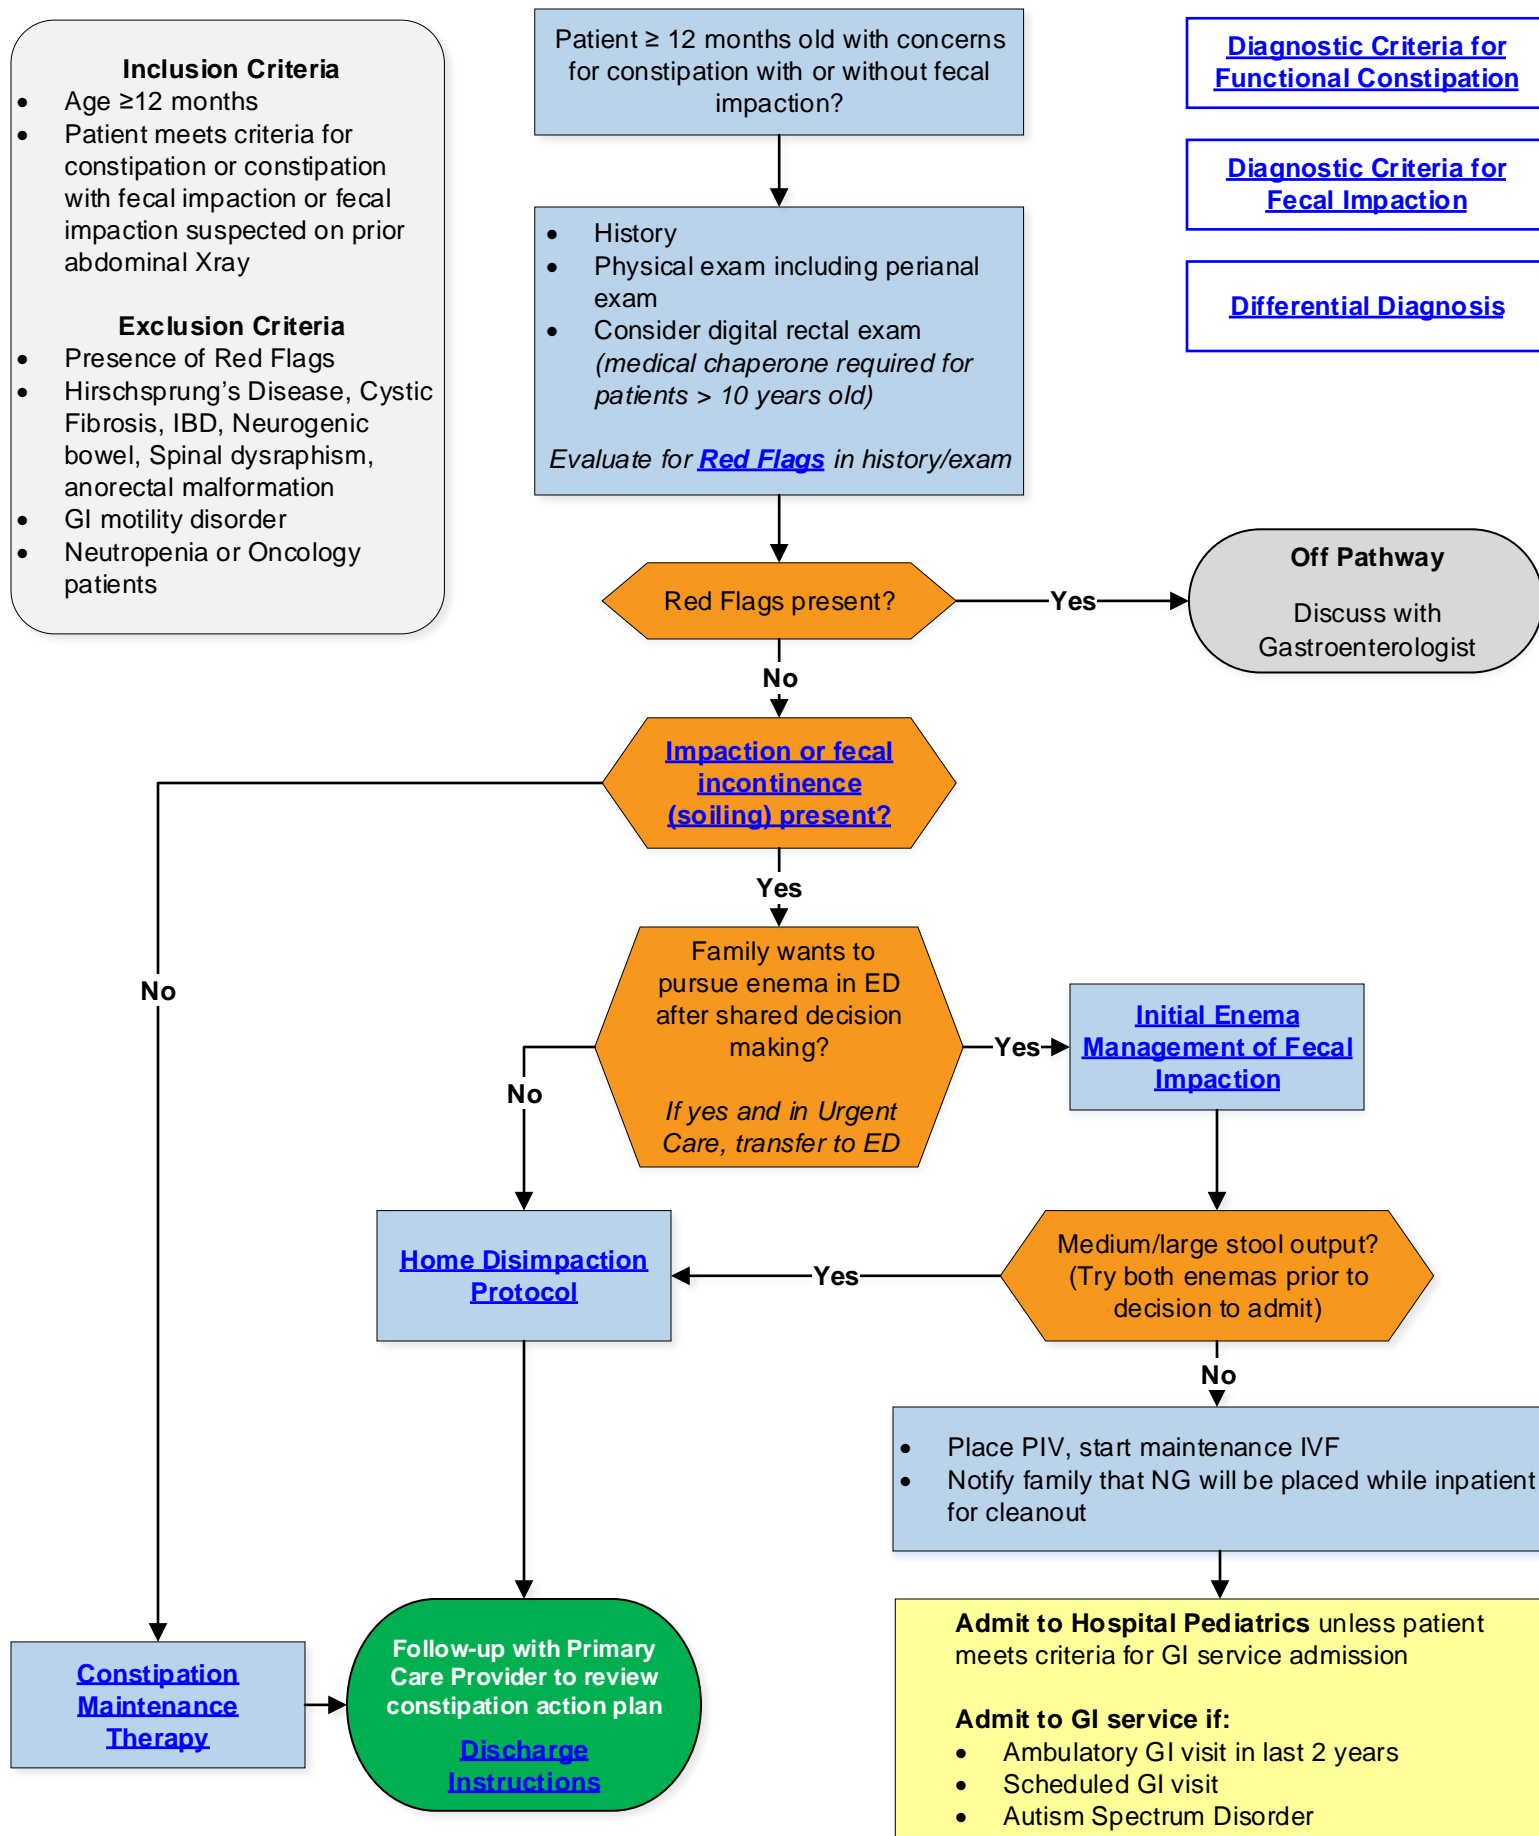 Inclusion Criteria
• Age ≥12 months
• Patient meets criteria for
constipation or constipation
with fecal impaction or fecal
impaction suspected on prior
abdominal Xray
Exclusion Criteria
• Presence of Red Flags
• Hirschsprung's Disease, Cystic
Fibrosis, IBD, Neurogenic
bowel, Spinal dysraphism,
anorectal malformation
• GI motility disorder
• Neutropenia or Oncology
patients
Patient ≥ 12 months old with concerns
for constipation with or without fecal
impaction?
Diagnostic Criteria for
Functional Constipation
Diagnostic Criteria for
Fecal Impaction
Differential Diagnosis
• History
• Physical exam including perianal
exam
• Consider digital rectal exam
(medical chaperone required for
patients > 10 years old)
Evaluate for Red Flags in history/exam
Red Flags present?
Yes
Off Pathway
Discuss with
Gastroenterologist
No
Impaction or fecal
incontinence
(soiling) present?
Yes
No
Family wants to
pursue enema in ED
after shared decision
making?
If yes and in Urgent
Care, transfer to ED
Yes
Initial Enema
Management of Fecal
Impaction
No
Home Disimpaction
Protocol
Yes
Medium/large stool output?
(Try both enemas prior to
decision to admit)
No
• Place PIV, start maintenance IVF
• Notify family that NG will be placed while inpatient
for cleanout
Constipation
Maintenance
Therapy
Follow-up with Primary
Care Provider to review
constipation action plan
Discharge
Instructions
Admit to Hospital Pediatrics unless patient
meets criteria for GI service admission
Admit to GI service if:
• Ambulatory GI visit in last 2 years
• Scheduled GI visit
• Autism Spectrum Disorder